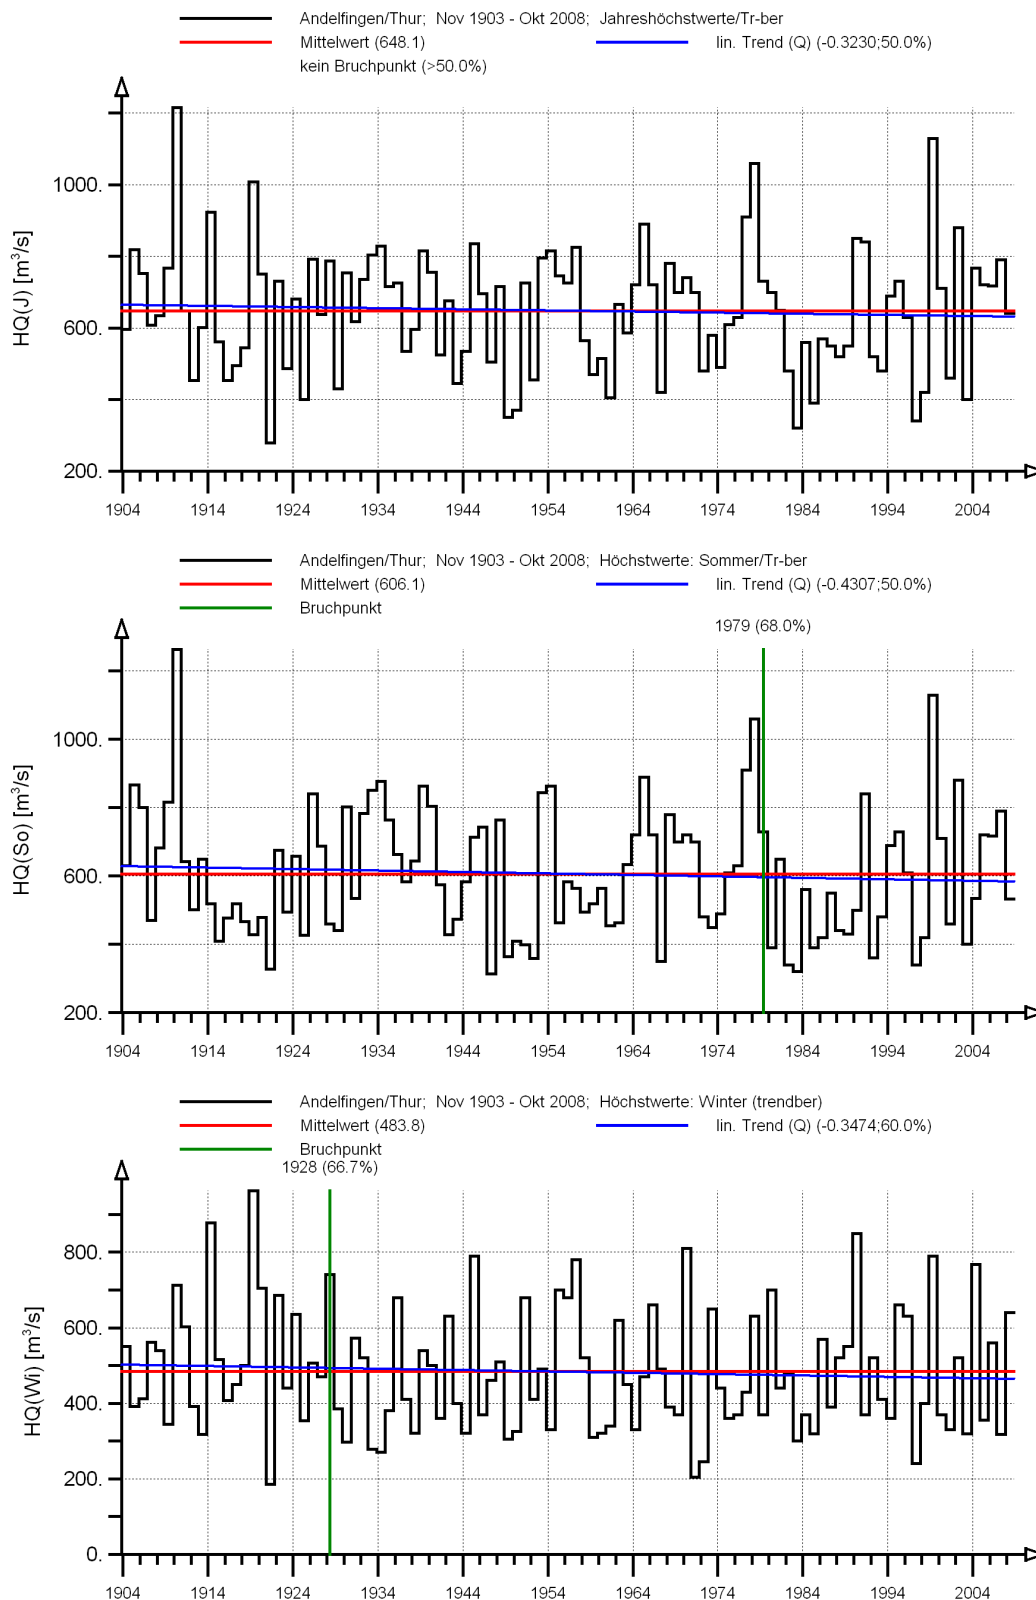 Andelfingen/Thur; Nov 1903 - Okt 2008; Jahreshöchstwerte/Tr-ber
Mittelwert (648.1) lin. Trend (Q) (-0.3230;50.0%)
kein Bruchpunkt (>50.0%)
HQ(J) [m³/s]
1000.
600.
200.
1904 1914 1924 1934 1944 1954 1964 1974 1984 1994 2004
Andelfingen/Thur; Nov 1903 - Okt 2008; Höchstwerte: Sommer/Tr-ber
Mittelwert (606.1) lin. Trend (Q) (-0.4307;50.0%)
Bruchpunkt
1979 (68.0%)
HQ(So) [m³/s]
1000.
600.
200.
1904 1914 1924 1934 1944 1954 1964 1974 1984 1994 2004
Andelfingen/Thur; Nov 1903 - Okt 2008; Höchstwerte: Winter (trendber)
Mittelwert (483.8) lin. Trend (Q) (-0.3474;60.0%)
Bruchpunkt
1928 (66.7%)
HQ(Wi) [m³/s]
800.
600.
400.
200.
0.
1904 1914 1924 1934 1944 1954 1964 1974 1984 1994 2004